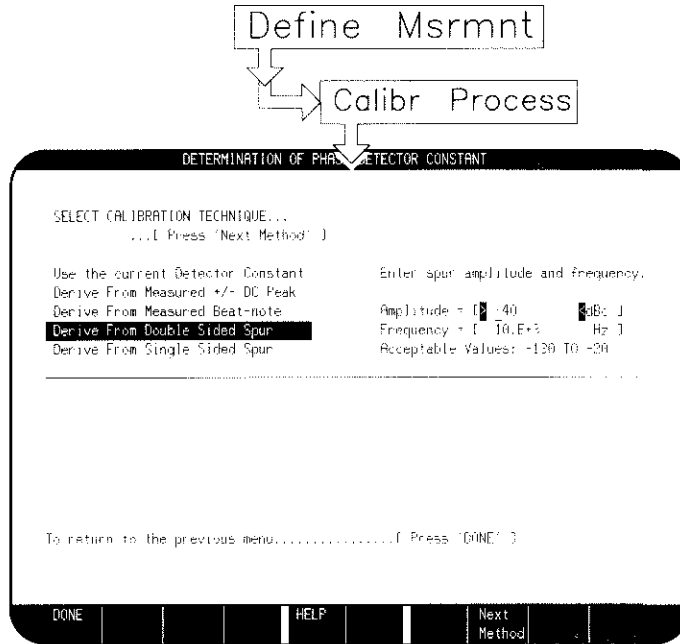 Define Msrmnt
Calibr Process
DETERMINATION OF PHAS ETECTOR CONSTANT
SELECT CALIBRATION TECHNIQUE...
...[ Press 'Next Method' ]
Use the current Detector Constant
Derive From Measured +/- DC Peak
Derive From Measured Beat-note
Derive From Double Sided Spur
Derive From Single Sided Spur
Enter spur amplitude and frequency.
Amplitude = [> -40 <dBc ]
Frequency = [ 10.E+3 Hz ]
Acceptable Values: -130 TO -20
To return to the previous menu................[ Press 'DONE' ]
DONE HELP Next Method